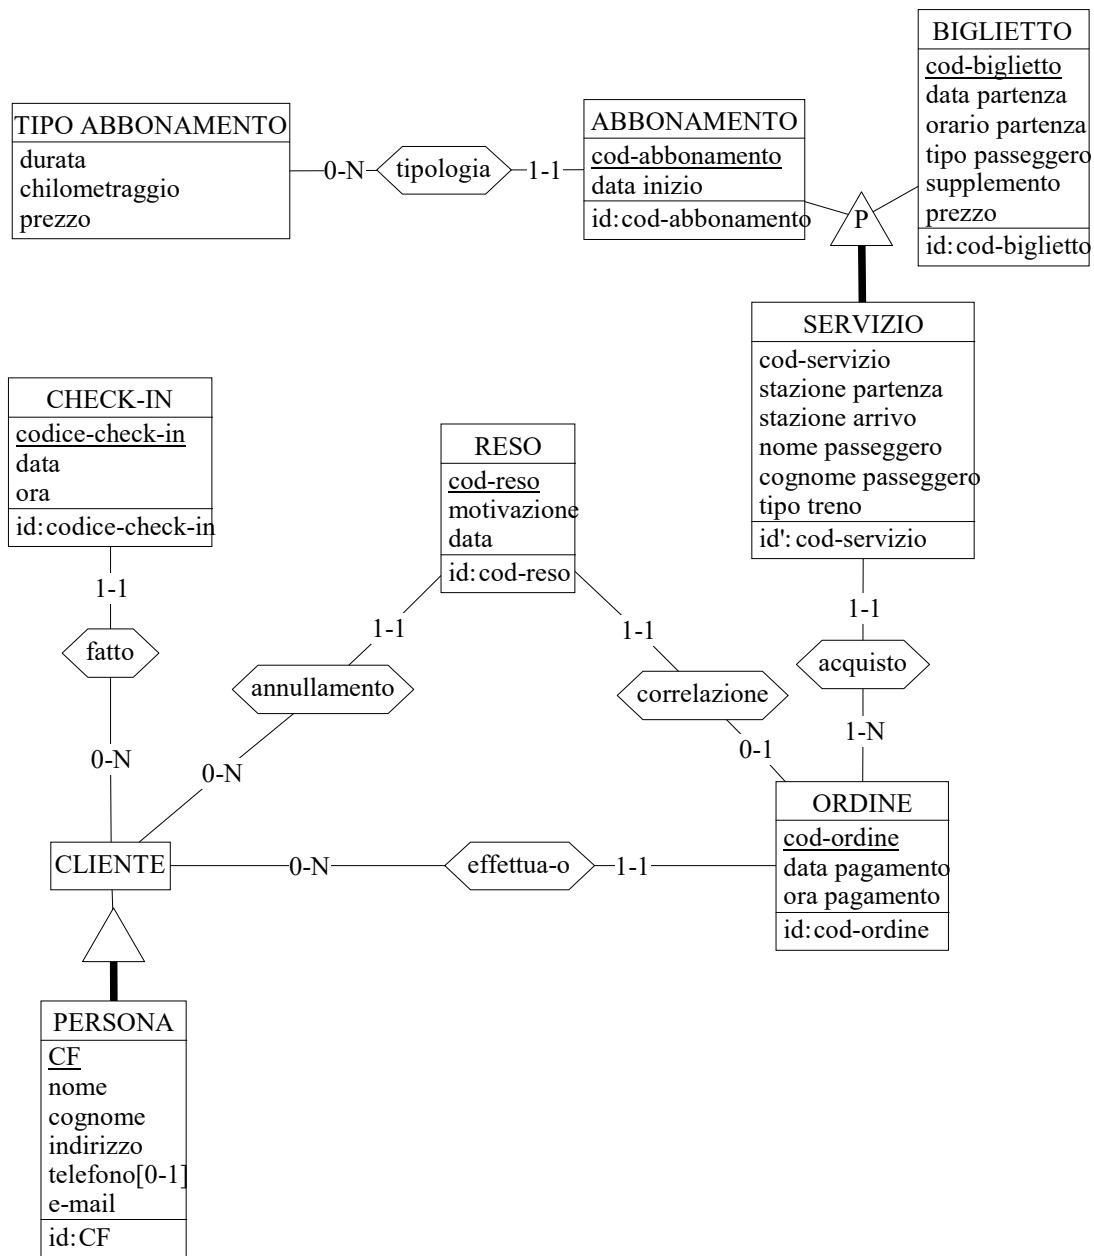 BIGLIETTO
cod-biglietto
data partenza
orario partenza
tipo passeggero
supplemento
prezzo
id:cod-biglietto
TIPO ABBONAMENTO
durata
chilometraggio
prezzo
0-N
tipologia
1-1
ABBONAMENTO
cod-abbonamento
data inizio
id:cod-abbonamento
P
SERVIZIO
cod-servizio
stazione partenza
stazione arrivo
nome passeggero
cognome passeggero
tipo treno
id': cod-servizio
CHECK-IN
codice-check-in
data
ora
id:codice-check-in
RESO
cod-reso
motivazione
data
id:cod-reso
1-1
fatto
0-N
1-1
annullamento
0-N
1-1
correlazione
0-1
1-1
acquisto
1-N
CLIENTE
0-N
effettua-o
1-1
ORDINE
cod-ordine
data pagamento
ora pagamento
id:cod-ordine
PERSONA
CF
nome
cognome
indirizzo
telefono[0-1]
e-mail
id:CF